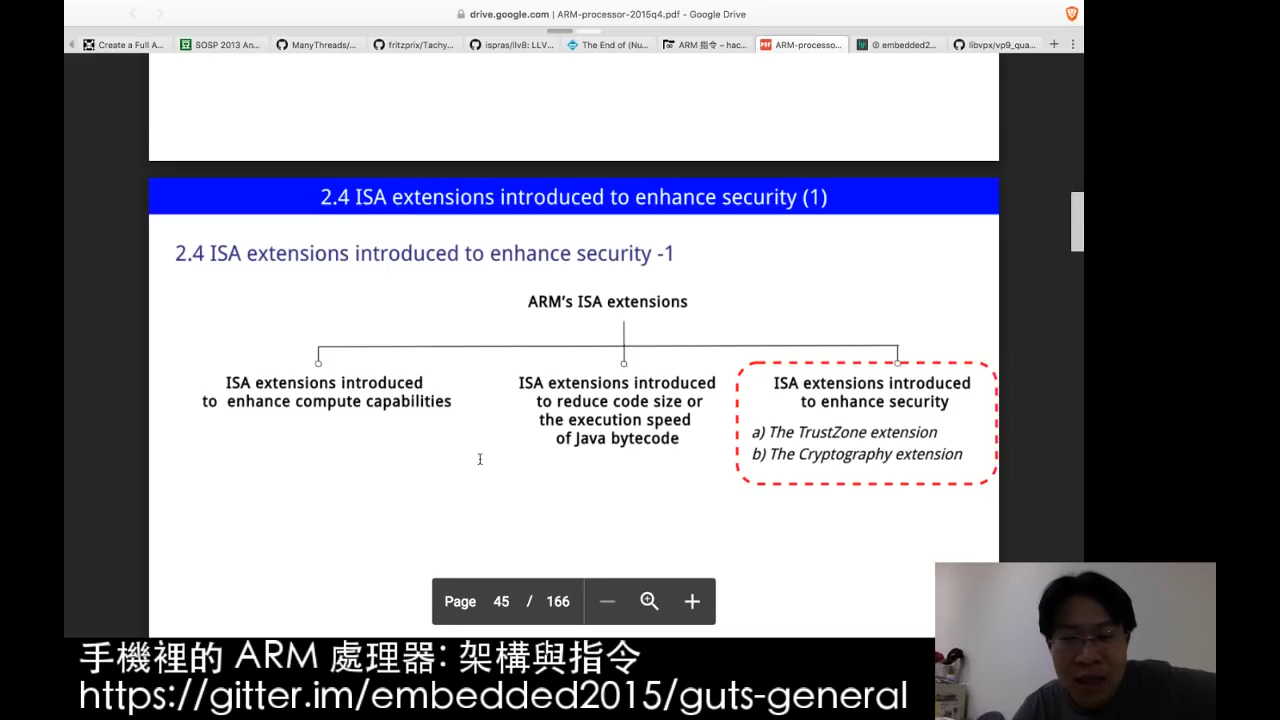 drive.google.com | ARM-processor-2015q4.pdf - Google Drive
Create a Full A...
SOSP 2013 An...
ManyThreads/...
fritzprix/Tachy...
ispras/llv8: LLV...
The End of (Nu...
ARM 指令 – hac...
ARM-processo...
embedded2...
libvpx/vp9_qua...
2.4 ISA extensions introduced to enhance security (1)
2.4 ISA extensions introduced to enhance security -1
ARM's ISA extensions
ISA extensions introduced
to enhance compute capabilities
ISA extensions introduced
to reduce code size or
the execution speed
of Java bytecode
ISA extensions introduced
to enhance security
a) The TrustZone extension
b) The Cryptography extension
Page 45 / 166
手機裡的 ARM 處理器: 架構與指令
https://gitter.im/embedded2015/guts-general